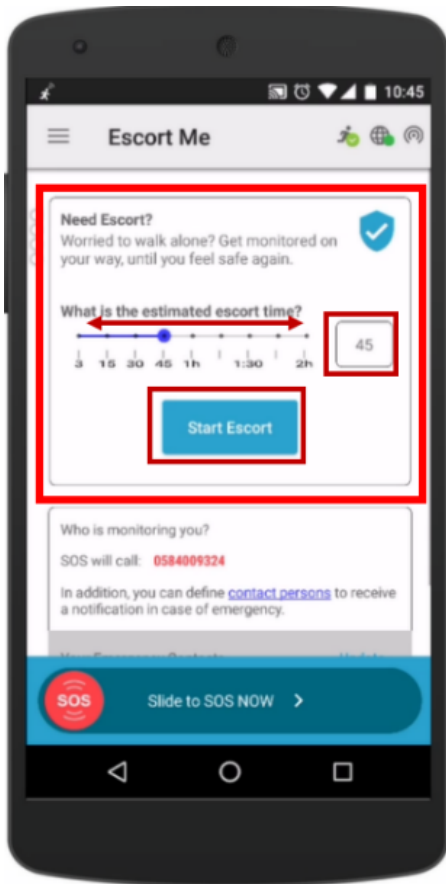 10:45
Escort Me
Need Escort?
Worried to walk alone? Get monitored on
your way, until you feel safe again.
What is the estimated escort time?
3 15 30 45 1h 1:30 2h
45
Start Escort
Who is monitoring you?
SOS will call: 0584009324
In addition, you can define contact persons to receive
a notification in case of emergency.
SOS
Slide to SOS NOW >